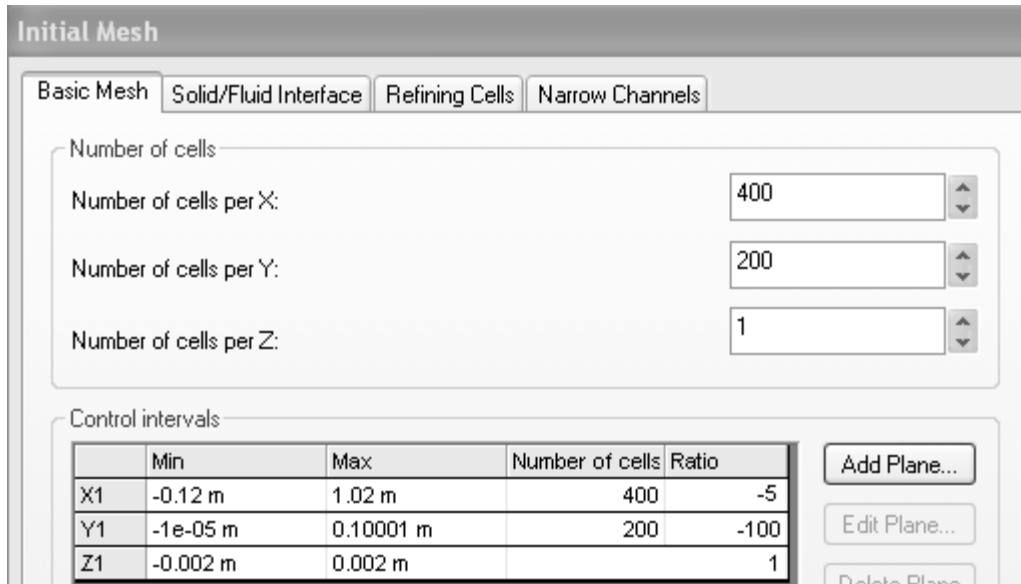 Initial Mesh
Basic Mesh Solid/Fluid Interface Refining Cells Narrow Channels
Number of cells
Number of cells per X: 400
Number of cells per Y: 200
Number of cells per Z: 1
Control intervals
Min Max Number of cells Ratio
X1 -0.12 m 1.02 m 400 -5
Y1 -1e-05 m 0.10001 m 200 -100
Z1 -0.002 m 0.002 m 1
Add Plane...
Edit Plane...
Delete Plane